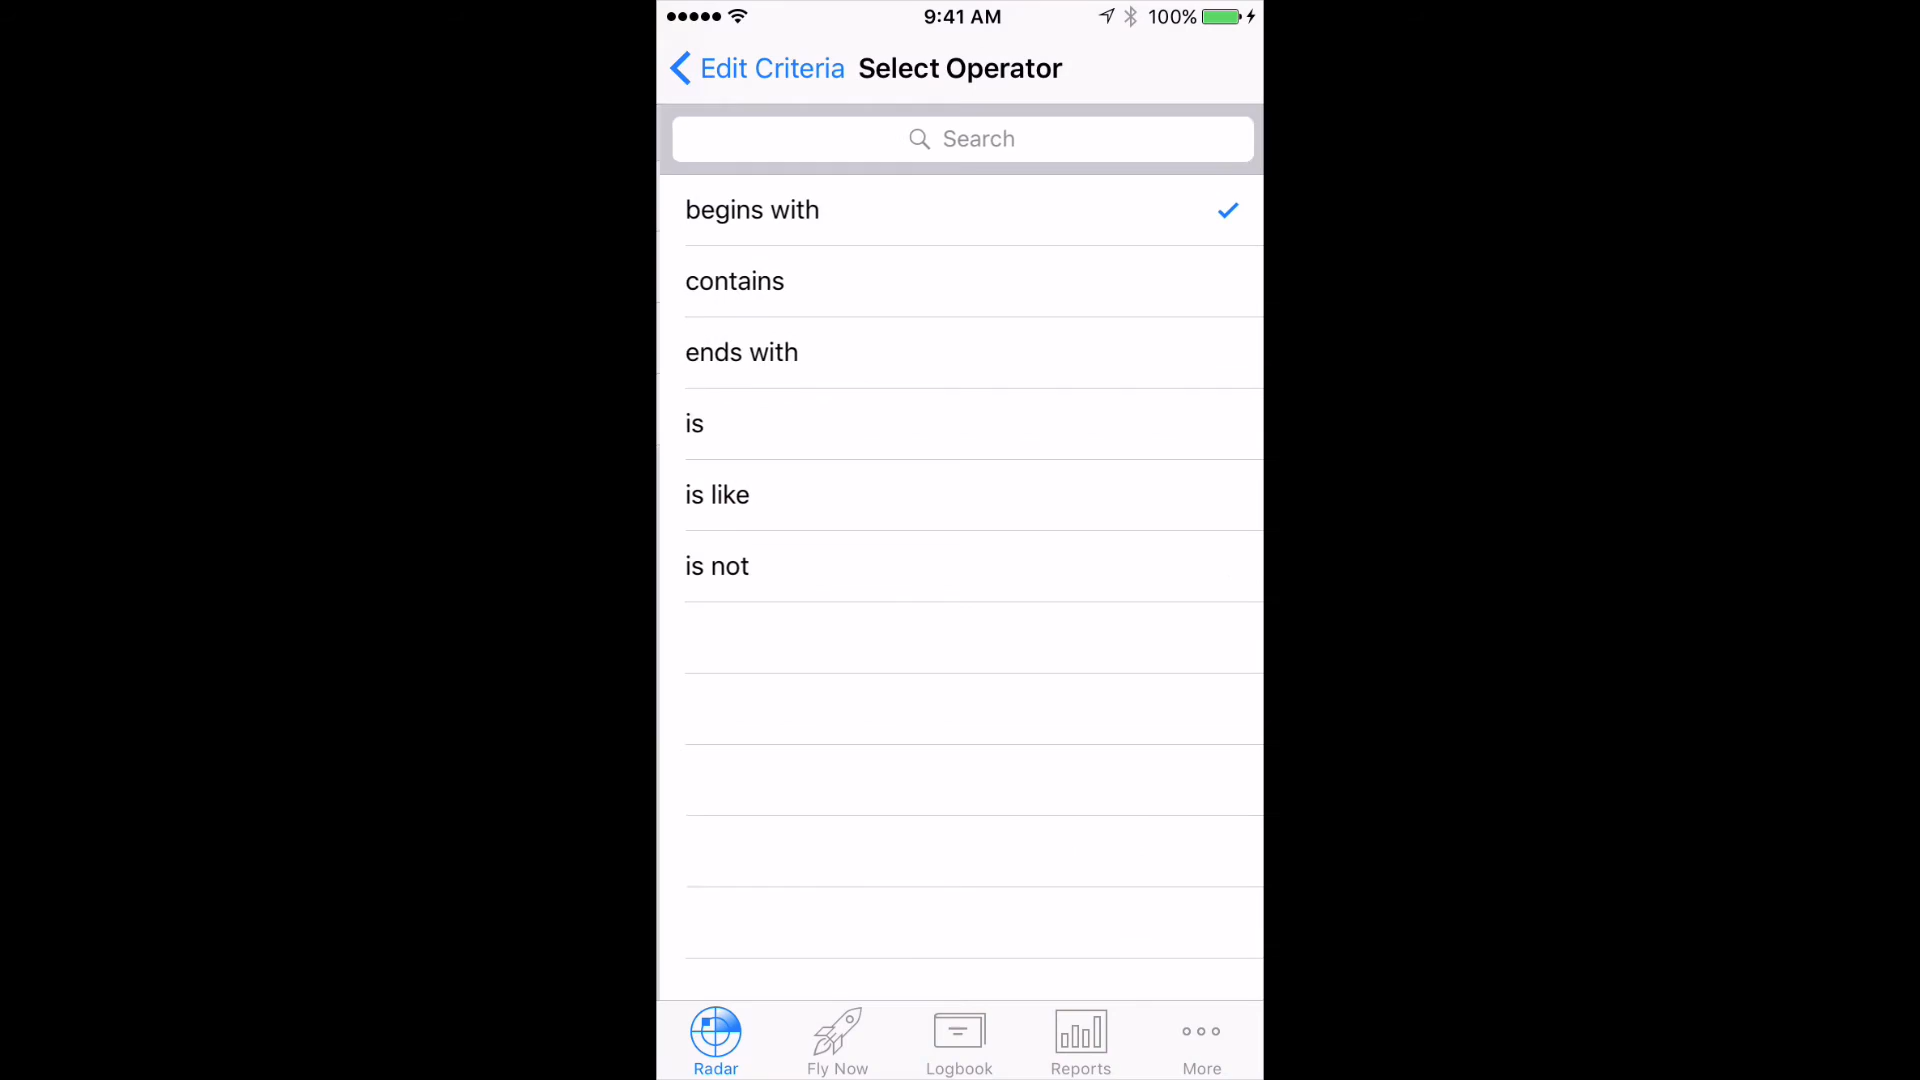 9:41 AM
100%
Edit Criteria
Select Operator
Search
begins with
contains
ends with
is
is like
is not
Radar
Fly Now
Logbook
Reports
More